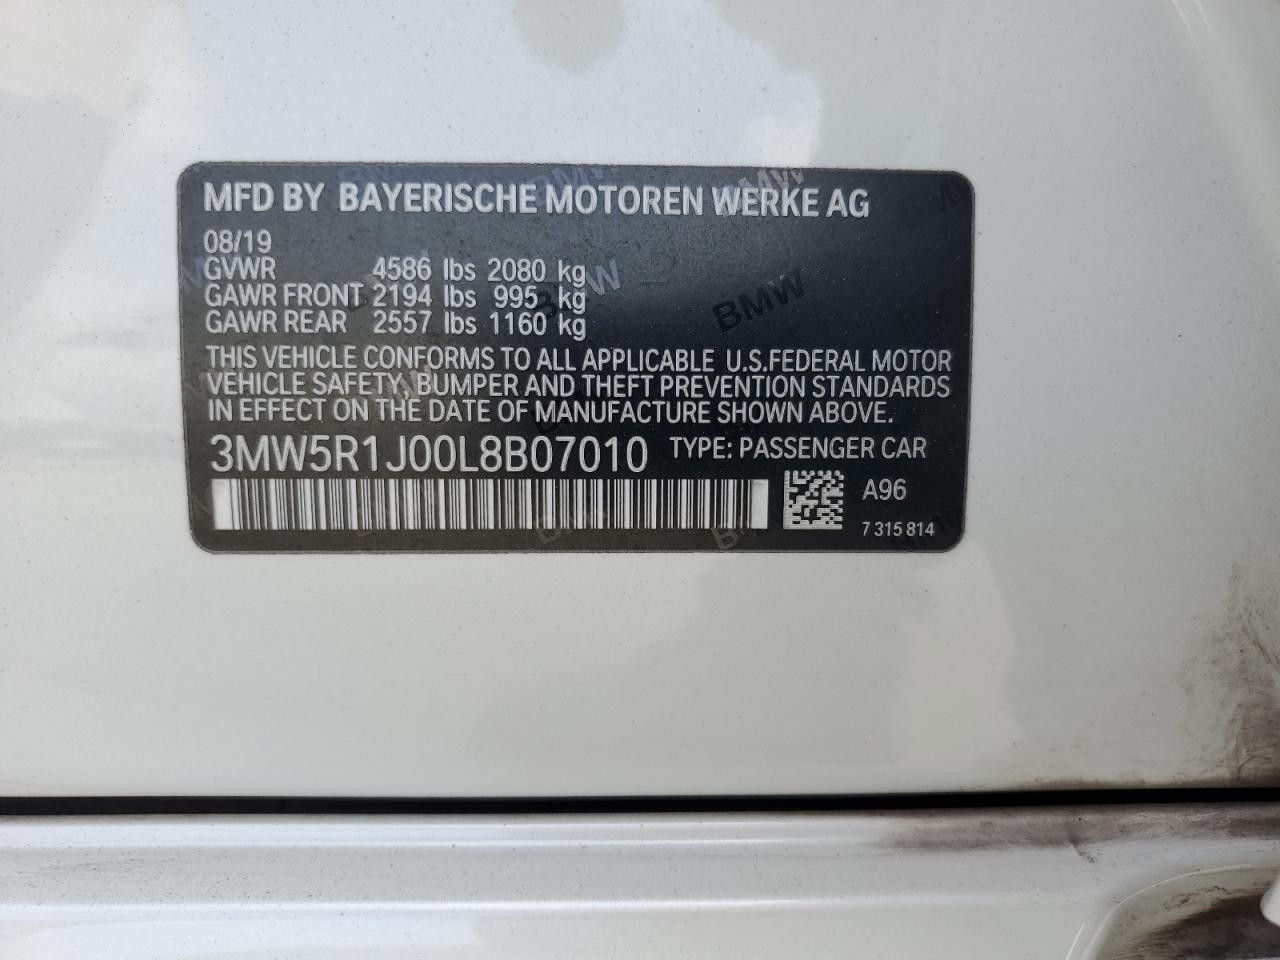 MFD BY BAYERISCHE MOTOREN WERKE AG
08/19
GVWR 4586 lbs 2080 kg
GAWR FRONT 2194 lbs 995 kg
GAWR REAR 2557 lbs 1160 kg
THIS VEHICLE CONFORMS TO ALL APPLICABLE U.S.FEDERAL MOTOR
VEHICLE SAFETY, BUMPER AND THEFT PREVENTION STANDARDS
IN EFFECT ON THE DATE OF MANUFACTURE SHOWN ABOVE.
3MW5R1J00L8B07010 TYPE: PASSENGER CAR
A96
7 315 814
BMW